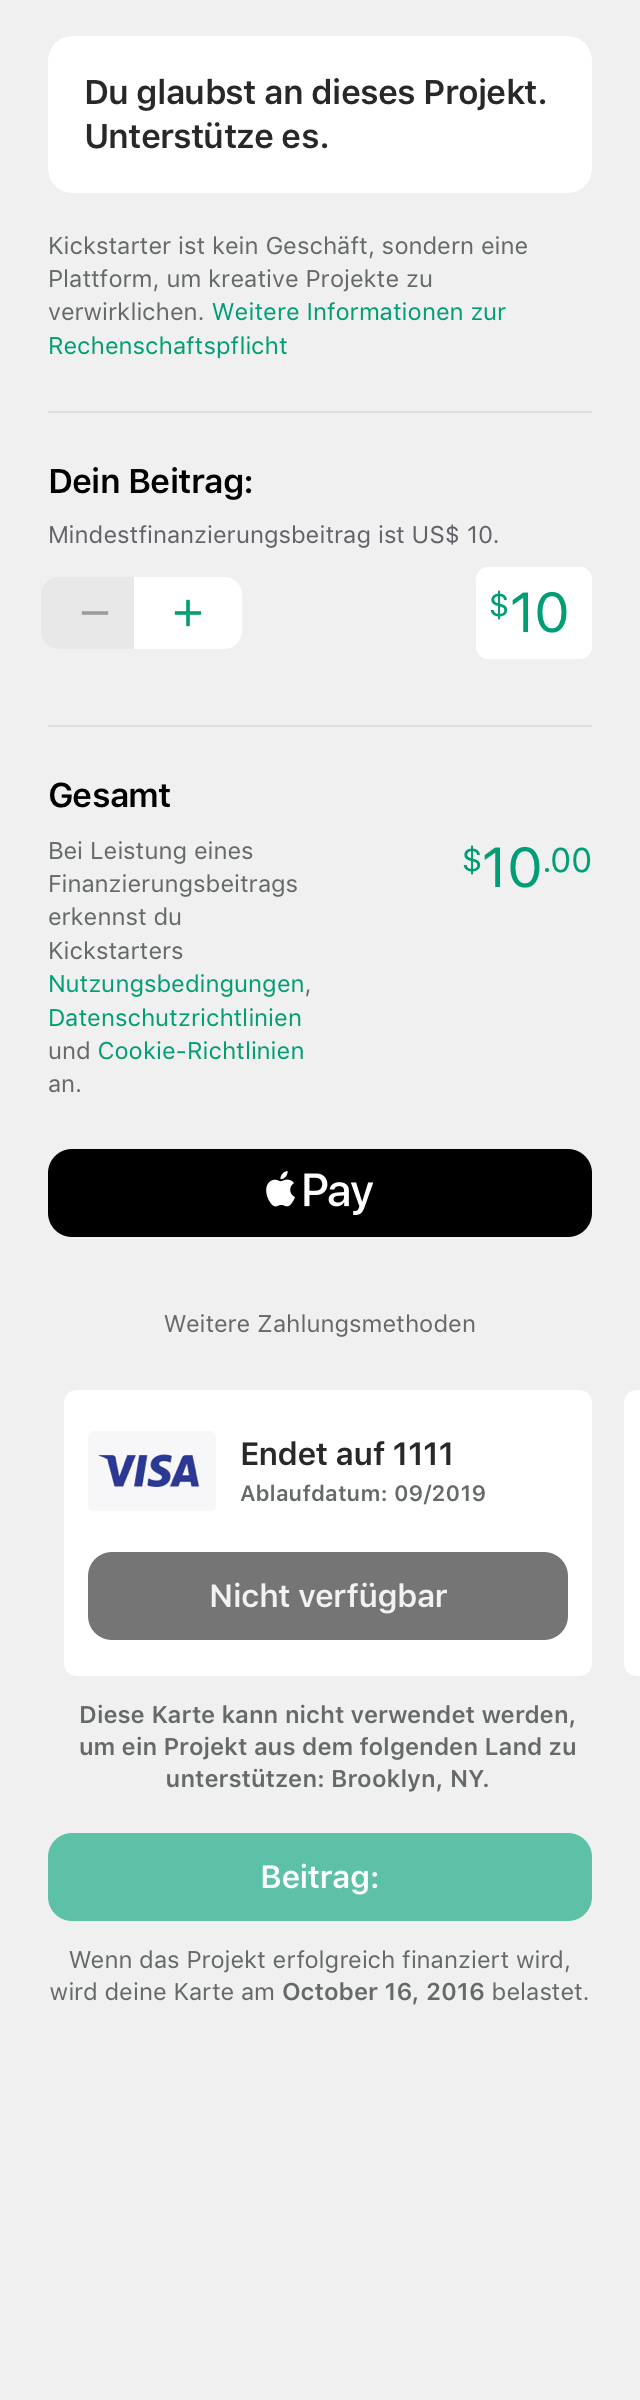 Du glaubst an dieses Projekt.
Unterstütze es.
Kickstarter ist kein Geschäft, sondern eine
Plattform, um kreative Projekte zu
verwirklichen. Weitere Informationen zur
Rechenschaftspflicht
Dein Beitrag:
Mindestfinanzierungsbeitrag ist US$ 10.
$10
Gesamt
$10.00
Bei Leistung eines
Finanzierungsbeitrags
erkennst du
Kickstarters
Nutzungsbedingungen,
Datenschutzrichtlinien
und Cookie-Richtlinien
an.
Pay
Weitere Zahlungsmethoden
VISA
Endet auf 1111
Ablaufdatum: 09/2019
Nicht verfügbar
Diese Karte kann nicht verwendet werden,
um ein Projekt aus dem folgenden Land zu
unterstützen: Brooklyn, NY.
Beitrag:
Wenn das Projekt erfolgreich finanziert wird,
wird deine Karte am October 16, 2016 belastet.